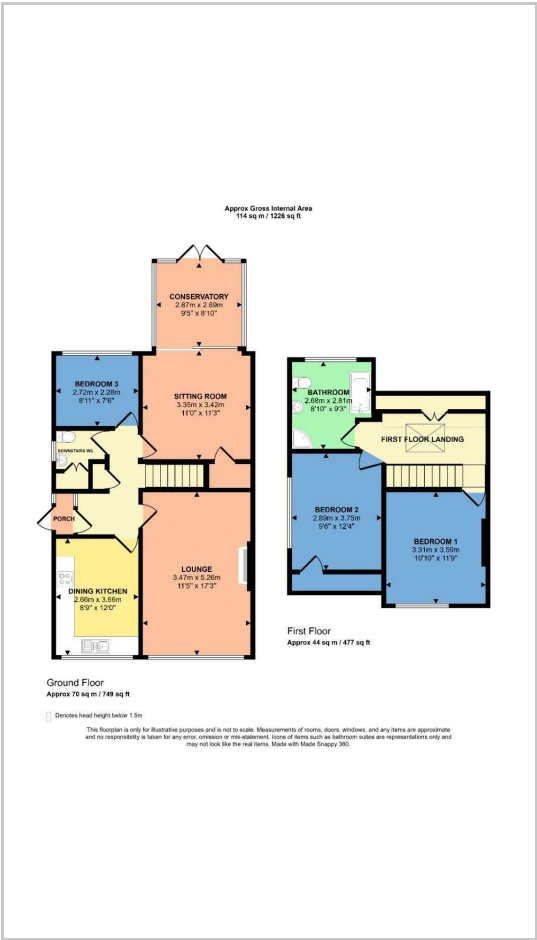 Approx Gross Internal Area
114 sq m / 1226 sq ft
CONSERVATORY
2.87m x 2.69m
9'5" x 8'10"
BEDROOM 3
2.72m x 2.28m
8'11" x 7'6"
SITTING ROOM
3.35m x 3.42m
11'0" x 11'3"
DOWNSTAIRS WC
PORCH
LOUNGE
3.47m x 5.26m
11'5" x 17'3"
DINING KITCHEN
2.66m x 3.66m
8'9" x 12'0"
BATHROOM
2.68m x 2.81m
8'10" x 9'3"
FIRST FLOOR LANDING
BEDROOM 2
2.89m x 3.75m
9'6" x 12'4"
BEDROOM 1
3.31m x 3.59m
10'10" x 11'9"
First Floor
Approx 44 sq m / 477 sq ft
Ground Floor
Approx 70 sq m / 749 sq ft
Denotes head height below 1.5m
This floorplan is only for illustrative purposes and is not to scale. Measurements of rooms, doors, windows, and any items are approximate
and no responsibility is taken for any error, omission or mis-statement. Icons of items such as bathroom suites are representations only and
may not look like the real items. Made with Made Snappy 360.